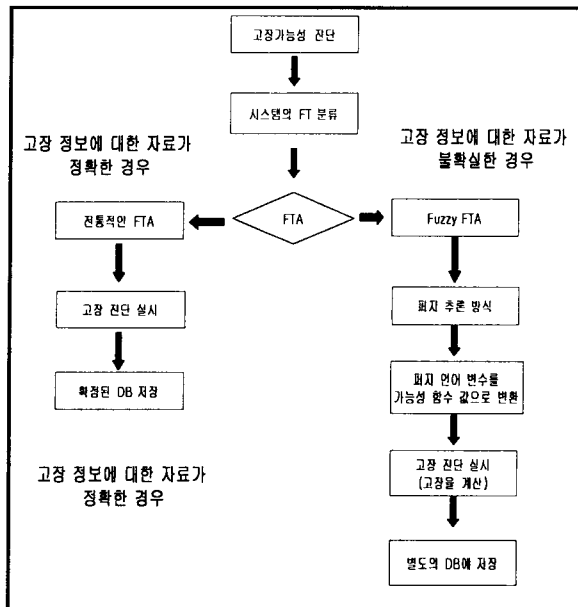 고장가능성 진단
시스템의 FT 분류
고장 정보에 대한 자료가
정확한 경우
고장 정보에 대한 자료가
불확실한 경우
FTA
전통적인 FTA
Fuzzy FTA
고장 진단 실시
퍼지 추론 방식
확정된 DB 저장
퍼지 언어 변수를
가능성 함수 값으로 변환
고장 정보에 대한 자료가
정확한 경우
고장 진단 실시
(고장율 계산)
별도의 DB에 저장